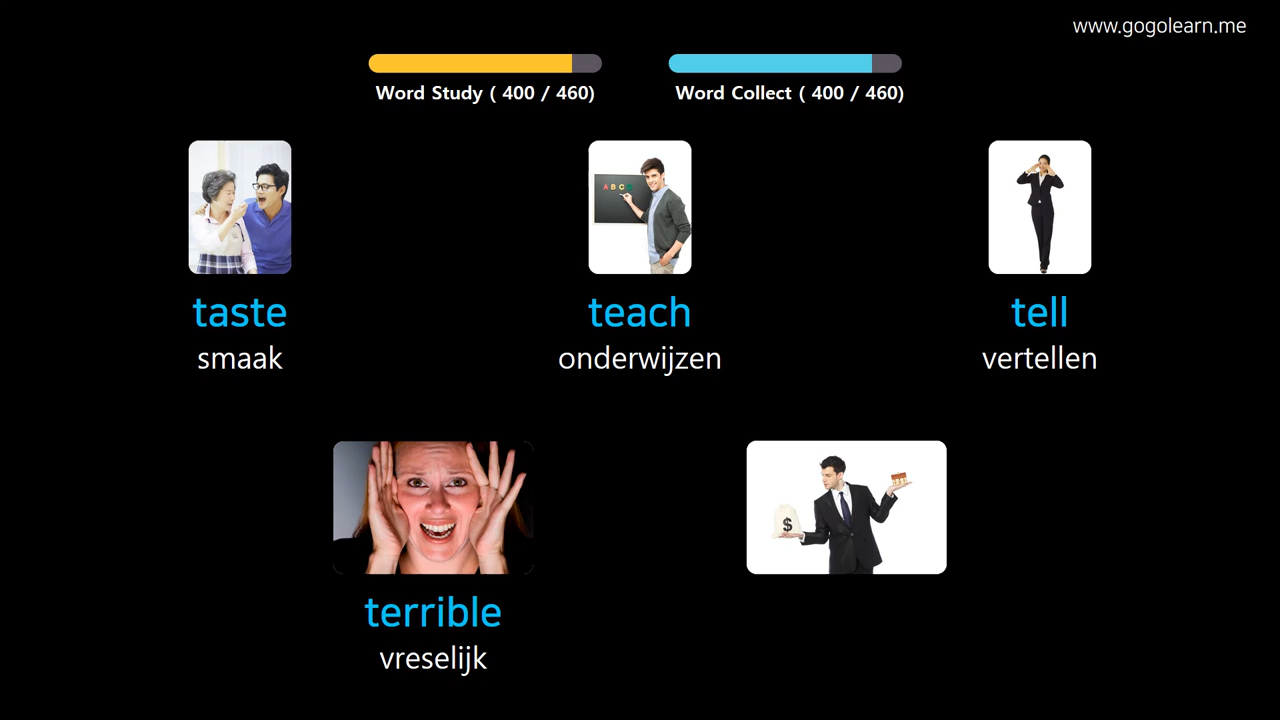 www.gogolearn.me
Word Study ( 400 / 460)
Word Collect ( 400 / 460)
A B C
taste
smaak
teach
onderwijzen
tell
vertellen
$
terrible
vreselijk